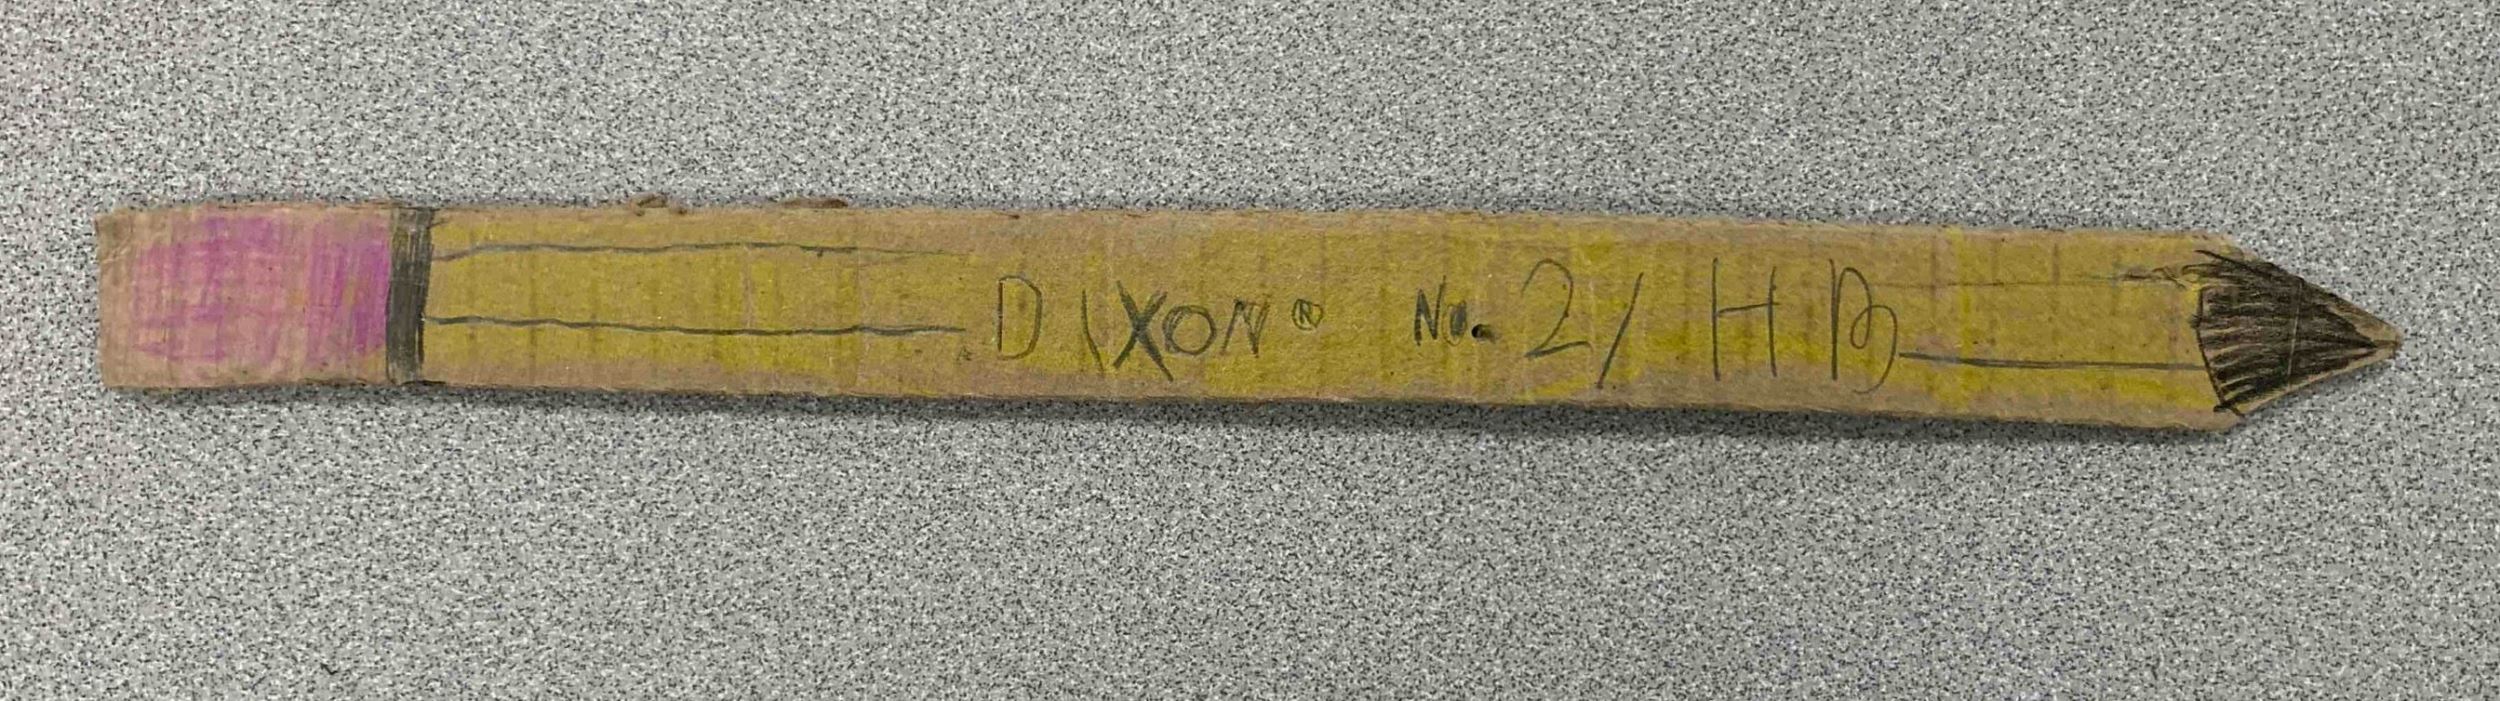 DIXON® No. 2/ HB